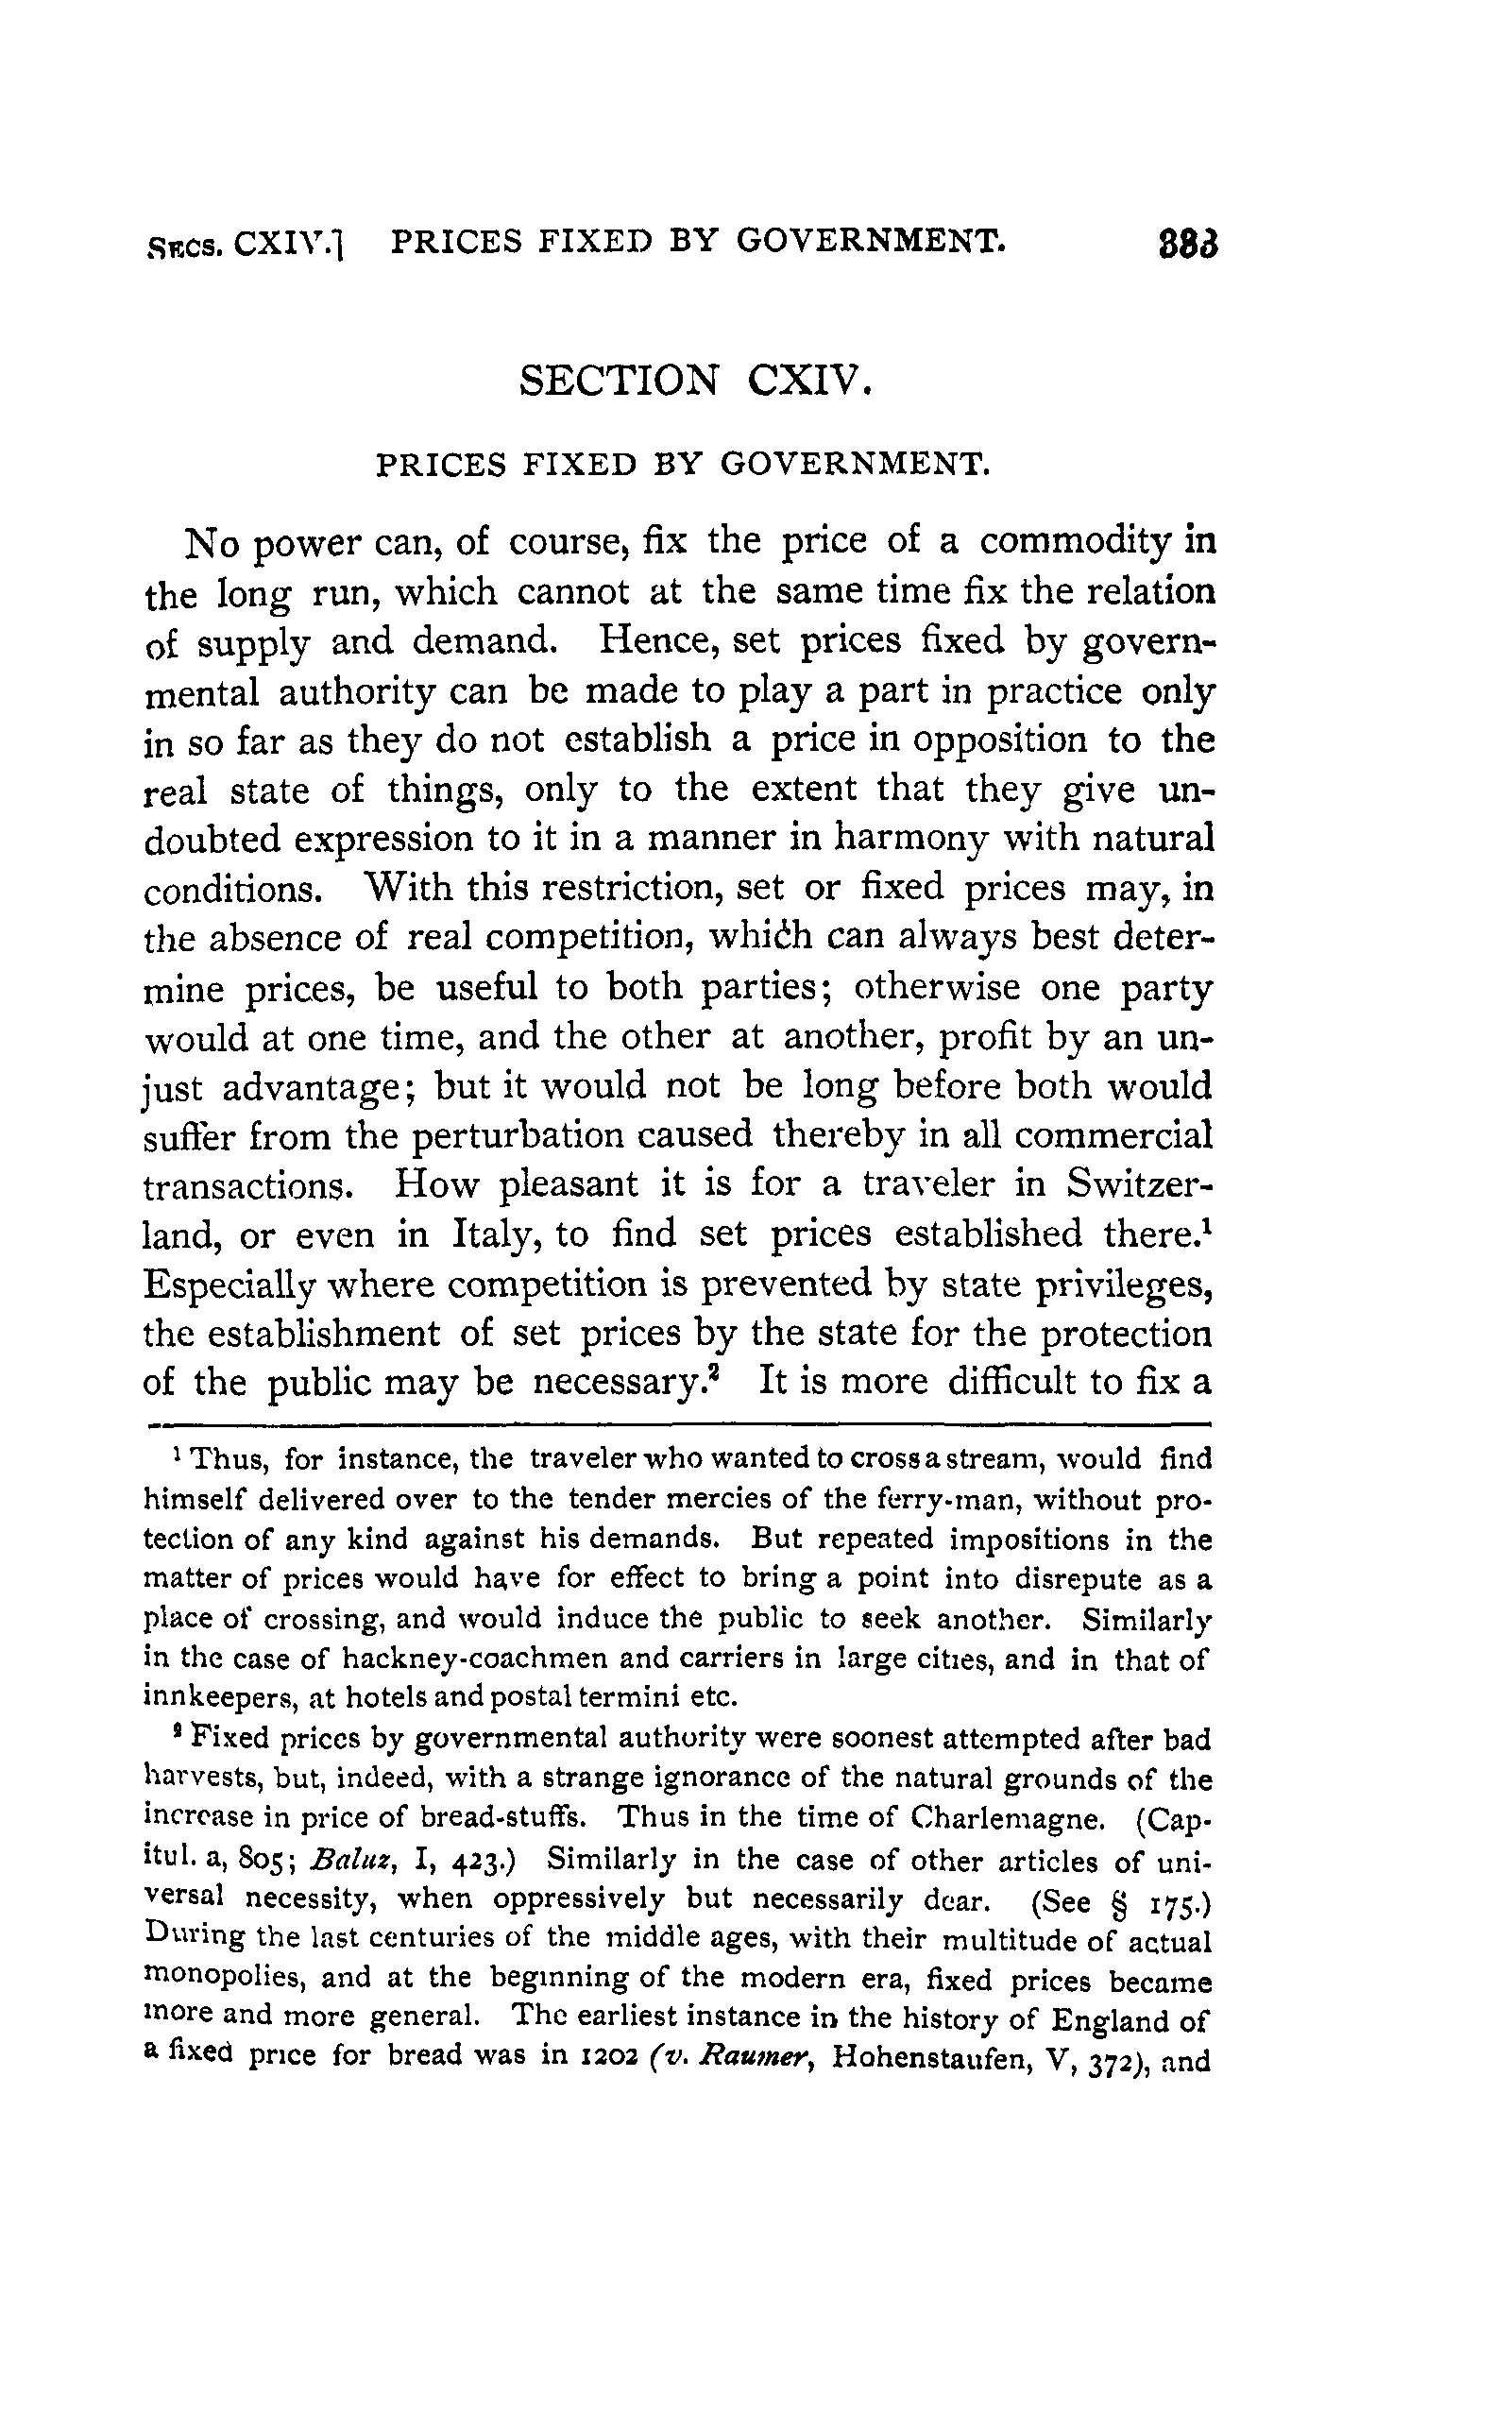 SECS. CXIV.] PRICES FIXED BY GOVERNMENT. 333
SECTION CXIV.
PRICES FIXED BY GOVERNMENT.
No power can, of course, fix the price of a commodity in
the long run, which cannot at the same time fix the relation
of supply and demand. Hence, set prices fixed by govern-
mental authority can be made to play a part in practice only
in so far as they do not establish a price in opposition to the
real state of things, only to the extent that they give un-
doubted expression to it in a manner in harmony with natural
conditions. With this restriction, set or fixed prices may, in
the absence of real competition, which can always best deter-
mine prices, be useful to both parties; otherwise one party
would at one time, and the other at another, profit by an un-
just advantage; but it would not be long before both would
suffer from the perturbation caused thereby in all commercial
transactions. How pleasant it is for a traveler in Switzer-
land, or even in Italy, to find set prices established there.¹
Especially where competition is prevented by state privileges,
the establishment of set prices by the state for the protection
of the public may be necessary.² It is more difficult to fix a
¹ Thus, for instance, the traveler who wanted to cross a stream, would find
himself delivered over to the tender mercies of the ferry-man, without pro-
tection of any kind against his demands. But repeated impositions in the
matter of prices would have for effect to bring a point into disrepute as a
place of crossing, and would induce the public to seek another. Similarly
in the case of hackney-coachmen and carriers in large cities, and in that of
innkeepers, at hotels and postal termini etc.
² Fixed prices by governmental authority were soonest attempted after bad
harvests, but, indeed, with a strange ignorance of the natural grounds of the
increase in price of bread-stuffs. Thus in the time of Charlemagne. (Cap-
itul. a, 805; Baluz, I, 423.) Similarly in the case of other articles of uni-
versal necessity, when oppressively but necessarily dear. (See § 175.)
During the last centuries of the middle ages, with their multitude of actual
monopolies, and at the beginning of the modern era, fixed prices became
more and more general. The earliest instance in the history of England of
a fixed price for bread was in 1202 (v. Raumer, Hohenstaufen, V, 372), and